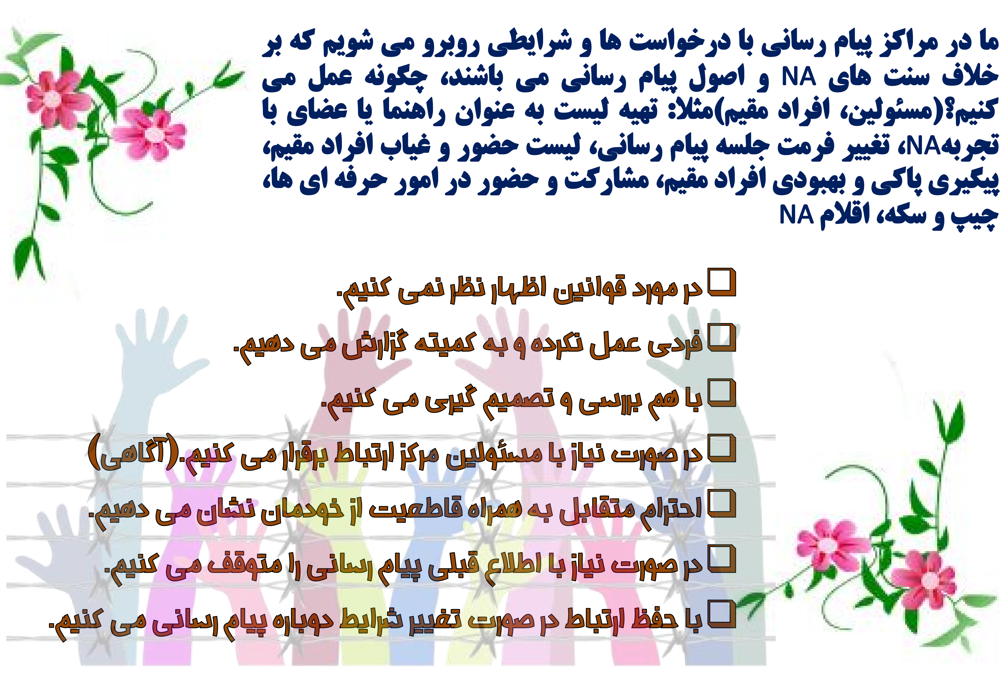 ما در مراکز پیام رسانی با درخواست ها و شرایطی روبرو می شویم که بر
خلاف سنت های NA و اصول پیام رسانی می باشند، چگونه عمل می
کنیم؟(مسئولین، افراد مقیم)مثلا: تهیه لیست به عنوان راهنما یا عضای با
تجربهNA، تغییر فرمت جلسه پیام رسانی، لیست حضور و غیاب افراد مقیم،
پیگیری پاکی و بهبودی افراد مقیم، مشارکت و حضور در امور حرفه ای ها،
چیپ و سکه، اقلام NA
❑در مورد قوانین اظهار نظر نمی کنیم.
❑فردی عمل نکرده و به کمیته گزارش می دهیم.
❑با هم بررسی و تصمیم گیری می کنیم.
❑در صورت نیاز با مسئولین مرکز ارتباط برقرار می کنیم.(آگاهی)
❑احترام متقابل به همراه قاطعیت از خودمان نشان می دهیم.
❑در صورت نیاز با اطلاع قبلی پیام رسانی را متوقف می کنیم.
❑با حفظ ارتباط در صورت تغییر شرایط دوباره پیام رسانی می کنیم.